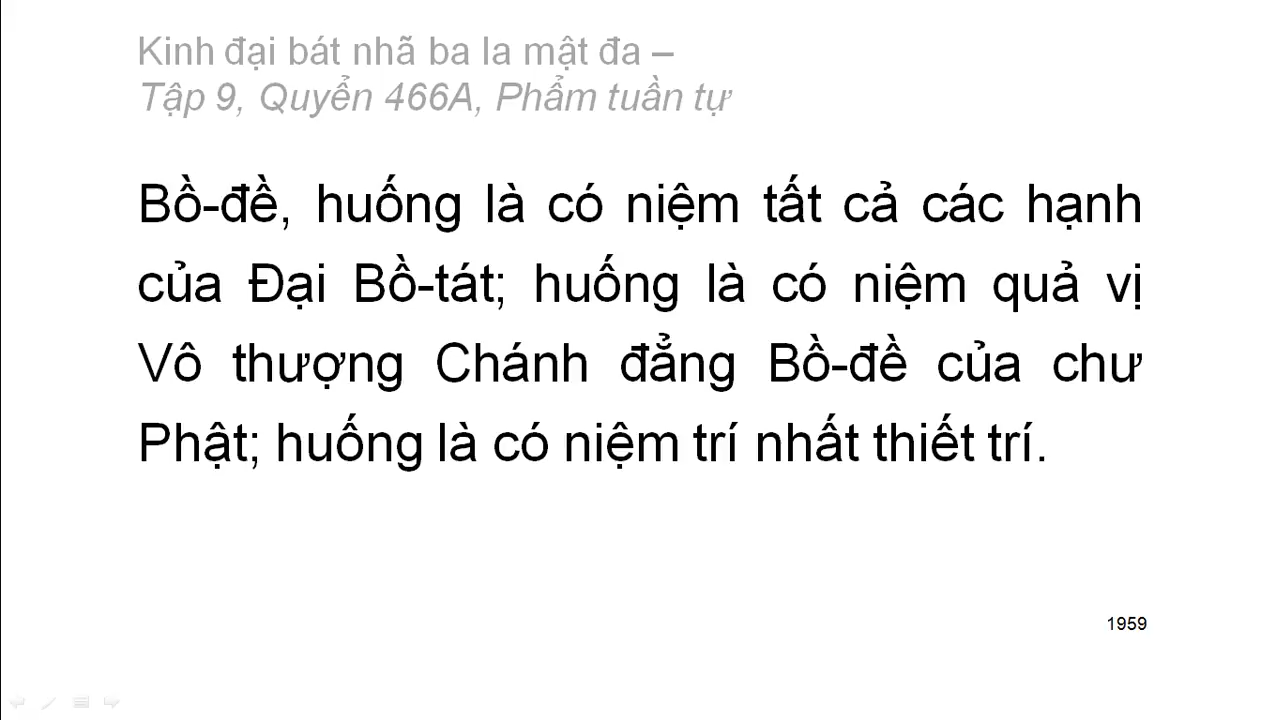 Kinh đại bát nhã ba la mật đa –
Tập 9, Quyển 466A, Phẩm tuần tự
Bồ-đề, huống là có niệm tất cả các hạnh
của Đại Bồ-tát; huống là có niệm quả vị
Vô thượng Chánh đẳng Bồ-đề của chư
Phật; huống là có niệm trí nhất thiết trí.
1959